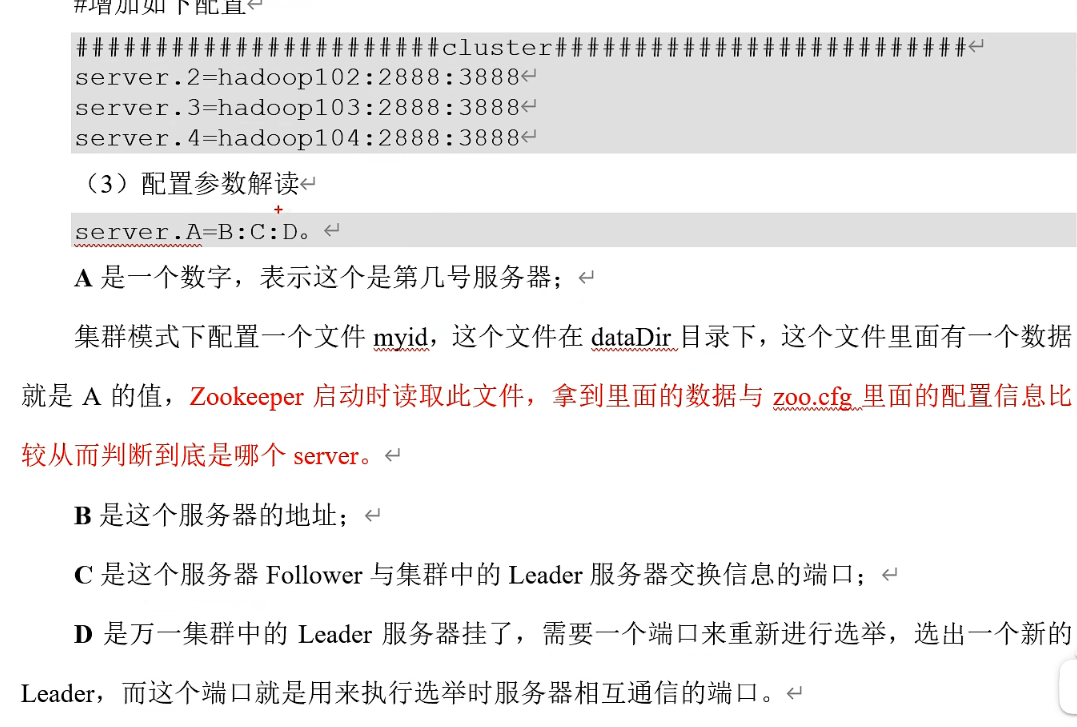 #增加如下配置
#######################cluster##########################
server.2=hadoop102:2888:3888
server.3=hadoop103:2888:3888
server.4=hadoop104:2888:3888
（3）配置参数解读
server.A=B:C:D。
A 是一个数字，表示这个是第几号服务器；
集群模式下配置一个文件 myid，这个文件在 dataDir 目录下，这个文件里面有一个数据
就是 A 的值，Zookeeper 启动时读取此文件，拿到里面的数据与 zoo.cfg 里面的配置信息比
较从而判断到底是哪个 server。
B 是这个服务器的地址；
C 是这个服务器 Follower 与集群中的 Leader 服务器交换信息的端口；
D 是万一集群中的 Leader 服务器挂了，需要一个端口来重新进行选举，选出一个新的
Leader，而这个端口就是用来执行选举时服务器相互通信的端口。